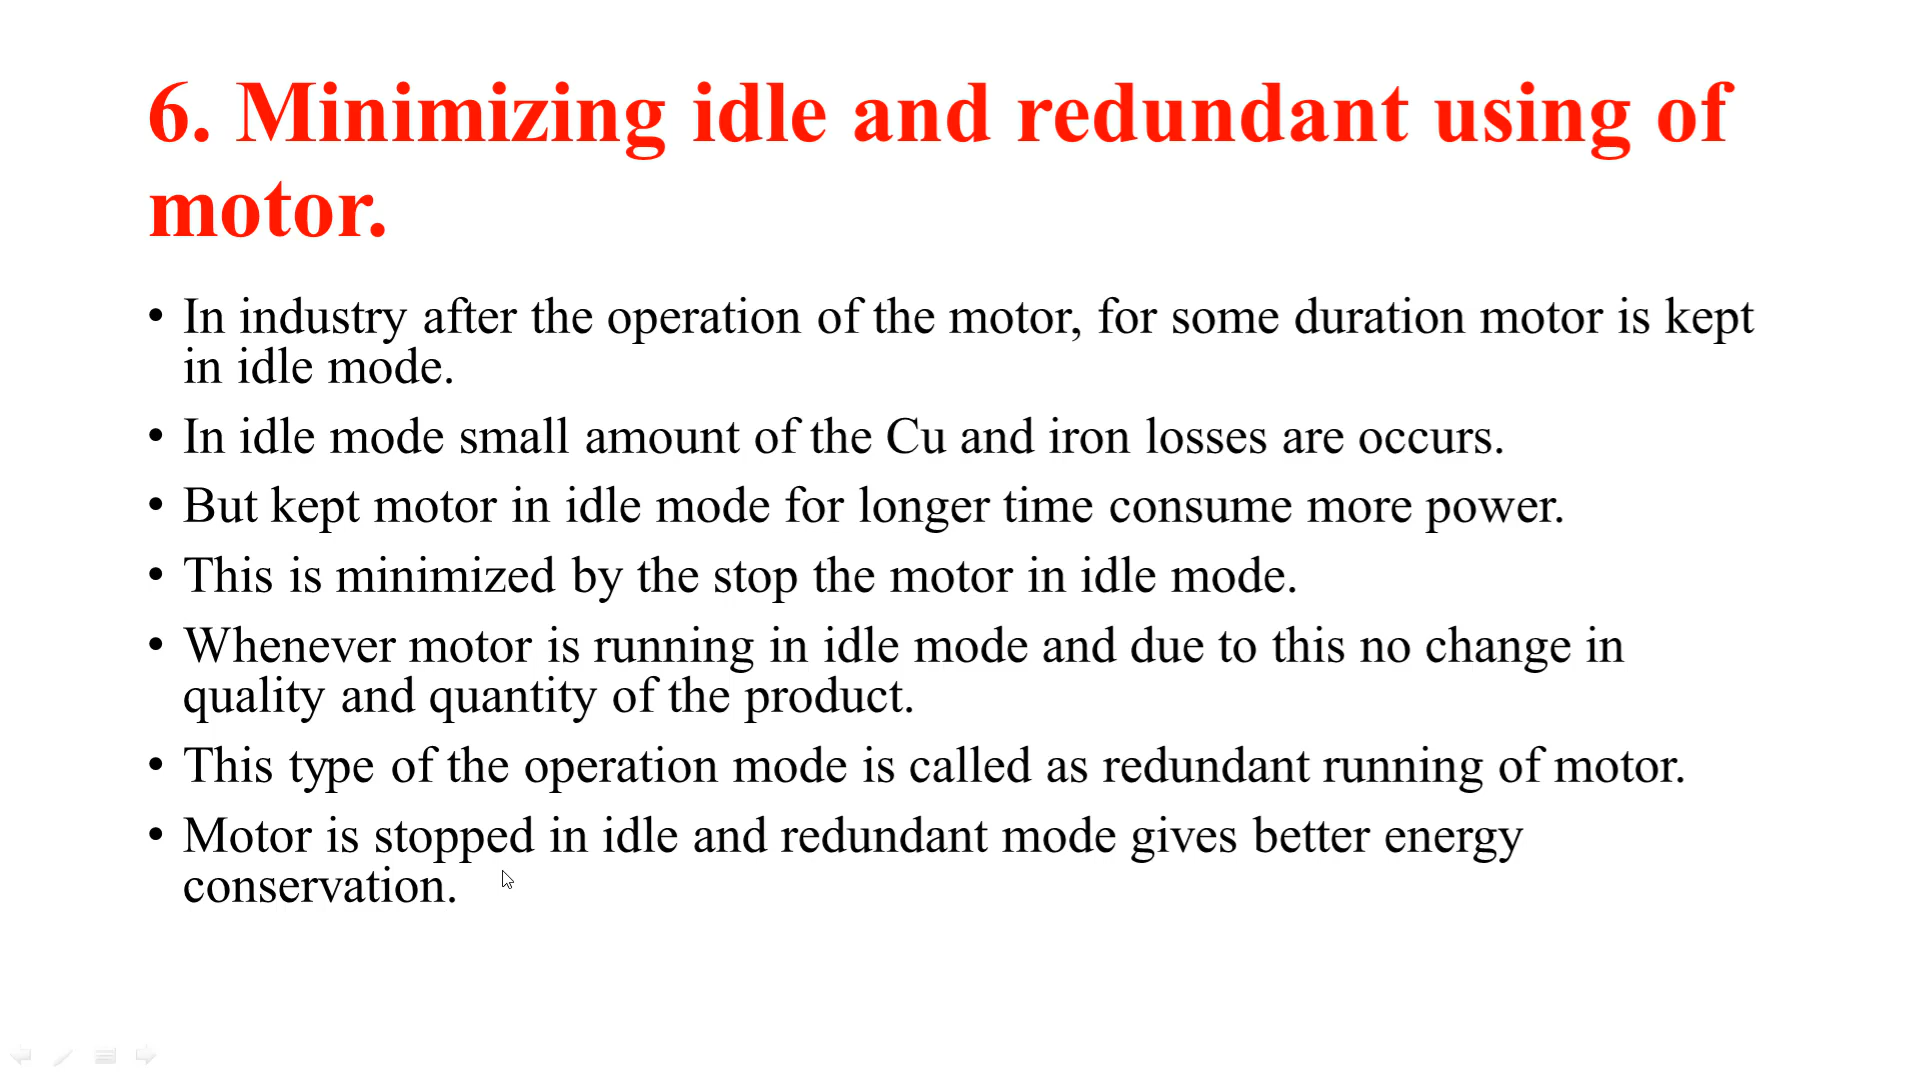 6. Minimizing idle and redundant using of
motor.
• In industry after the operation of the motor, for some duration motor is kept
in idle mode.
• In idle mode small amount of the Cu and iron losses are occurs.
• But kept motor in idle mode for longer time consume more power.
• This is minimized by the stop the motor in idle mode.
• Whenever motor is running in idle mode and due to this no change in
quality and quantity of the product.
• This type of the operation mode is called as redundant running of motor.
• Motor is stopped in idle and redundant mode gives better energy
conservation.